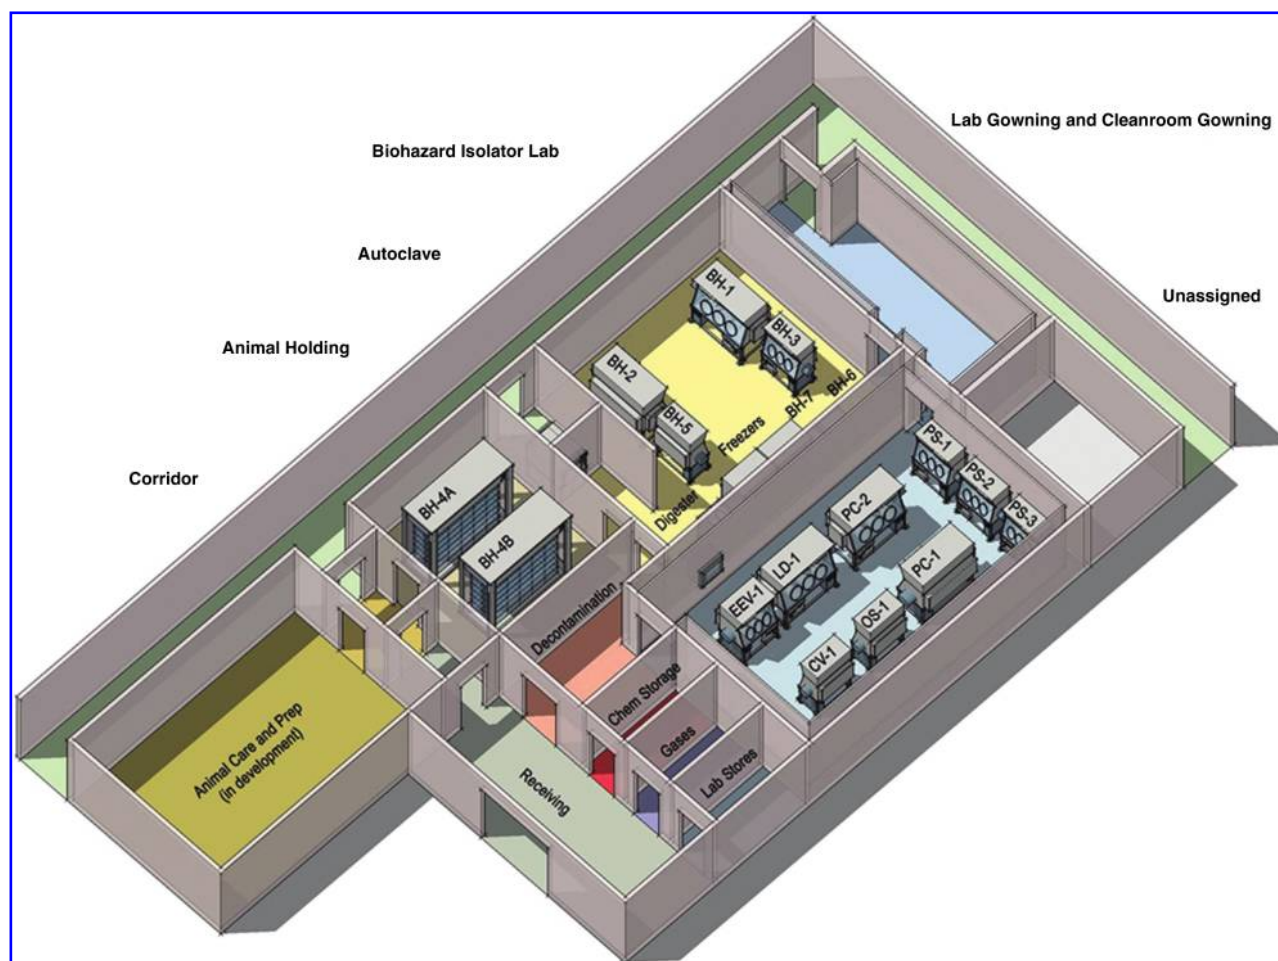 Lab Gowning and Cleanroom Gowning
Biohazard Isolator Lab
Autoclave
Unassigned
Animal Holding
Corridor
BH-1
BH-3
BH-6
BH-7
BH-2
BH-5
Freezers
Digester
BH-4A
BH-4B
PS-1
PS-2
PS-3
PC-2
PC-1
LD-1
EEV-1
OS-1
CV-1
Decontamination
Chem Storage
Gases
Lab Stores
Receiving
Animal Care and Prep
(in development)